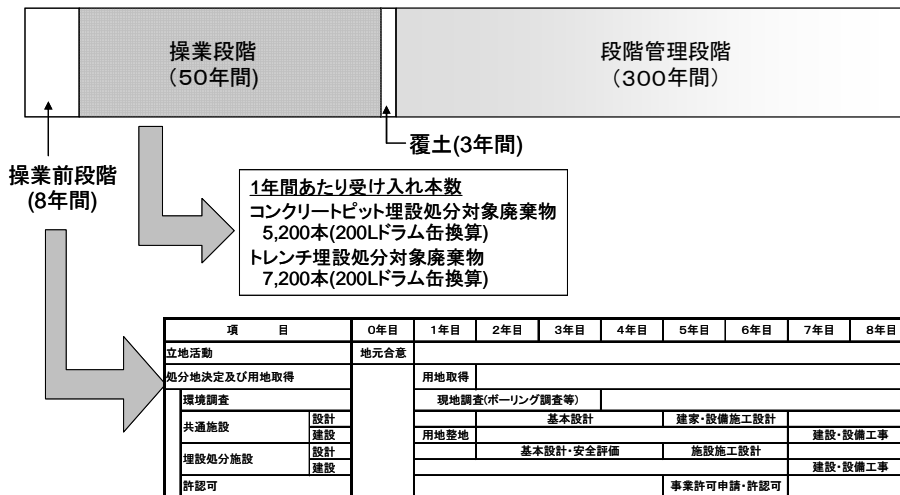 操業段階
(50年間)
段階管理段階
(300年間)
覆土(3年間)
操業前段階
(8年間)
1年間あたり受け入れ本数
コンクリートピット埋設処分対象廃棄物
5,200本(200Lドラム缶換算)
トレンチ埋設処分対象廃棄物
7,200本(200Lドラム缶換算)
項 目 0年目 1年目 2年目 3年目 4年目 5年目 6年目 7年目 8年目
立地活動 地元合意
処分地決定及び用地取得 用地取得
環境調査 現地調査(ボーリング調査等)
共通施設 設計 基本設計 建家・設備施工設計
建設 用地整地 建設・設備工事
埋設処分施設 設計 基本設計・安全評価 施設施工設計
建設 建設・設備工事
許認可 事業許可申請・許認可